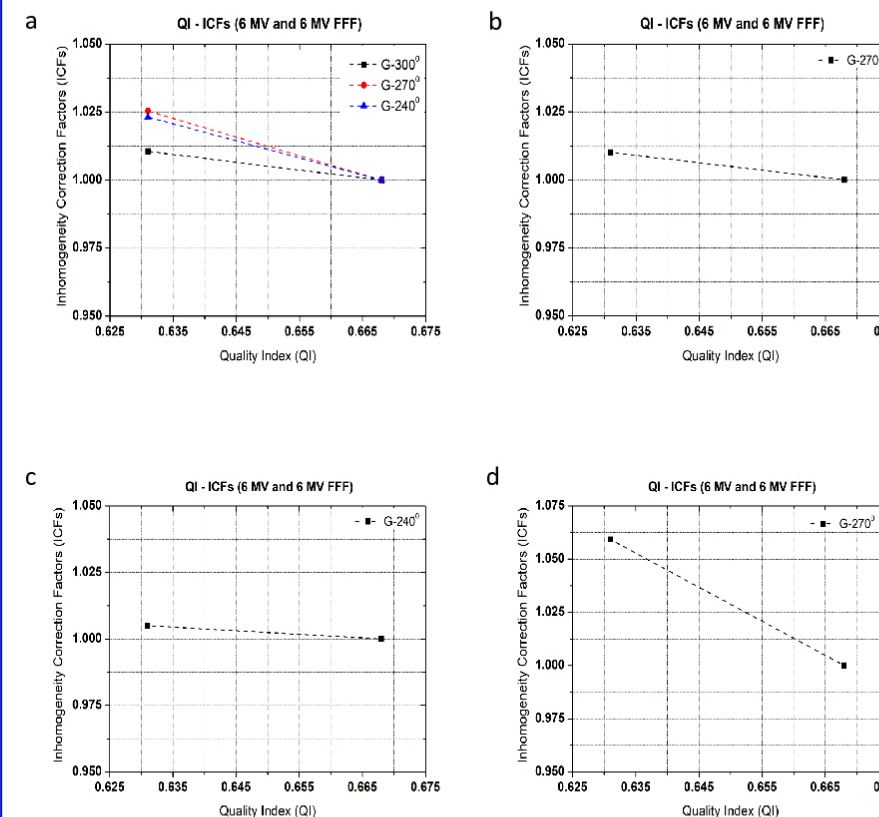 a
QI - ICFs (6 MV and 6 MV FFF)
Inhomogeneity Correction Factors (ICFs)
1.050
1.025
1.000
0.975
0.950
G-300⁰
G-270⁰
G-240⁰
0.625 0.635 0.645 0.655 0.665 0.675
Quality Index (QI)
b
QI - ICFs (6 MV and 6 MV FFF)
Inhomogeneity Correction Factors (ICFs)
1.050
1.025
1.000
0.975
0.950
G-270
0.625 0.635 0.645 0.655 0.665
Quality Index (QI)
c
QI - ICFs (6 MV and 6 MV FFF)
Inhomogeneity Correction Factors (ICFs)
1.050
1.025
1.000
0.975
0.950
G-240⁰
0.625 0.635 0.645 0.655 0.665 0.675
Quality Index (QI)
d
QI - ICFs (6 MV and 6 MV FFF)
Inhomogeneity Correction Factors (ICFs)
1.075
1.050
1.025
1.000
0.975
0.950
G-270⁰
0.625 0.635 0.645 0.655 0.665
Quality Index (QI)